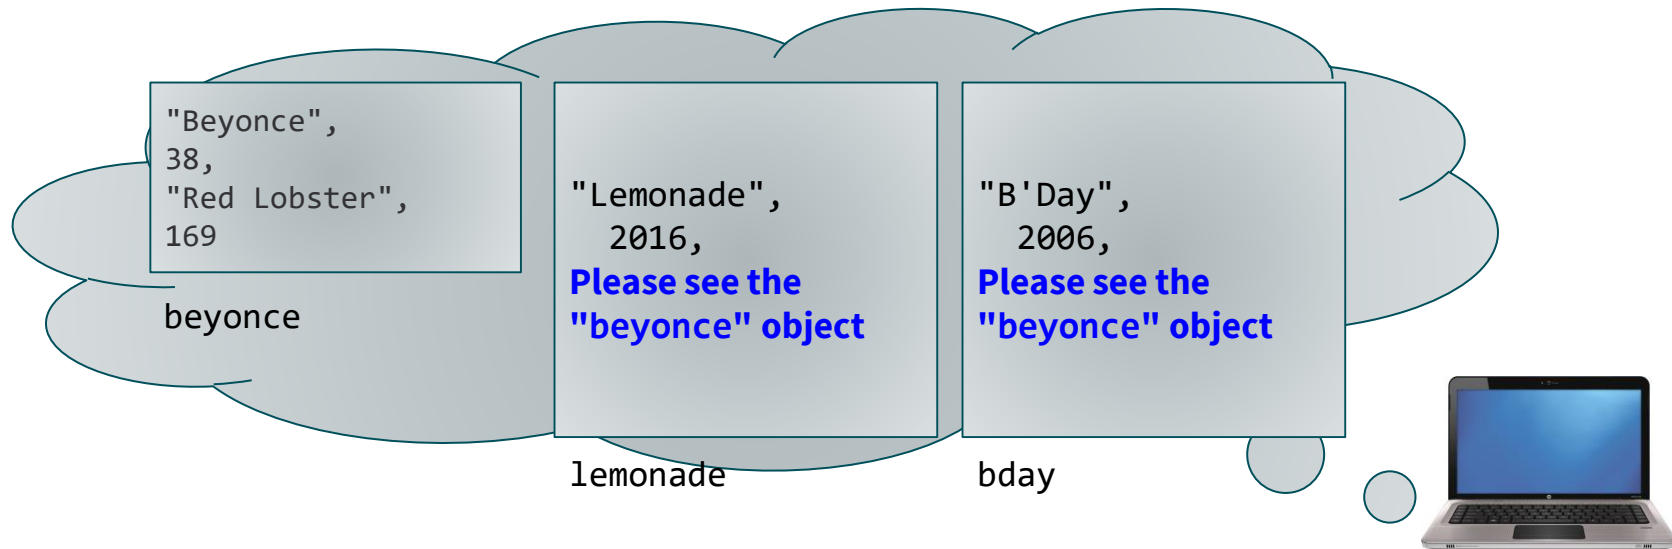 "Beyonce",
38,
"Red Lobster",
169
beyonce
"Lemonade",
2016,
Please see the
"beyonce" object
lemonade
"B'Day",
2006,
Please see the
"beyonce" object
bday